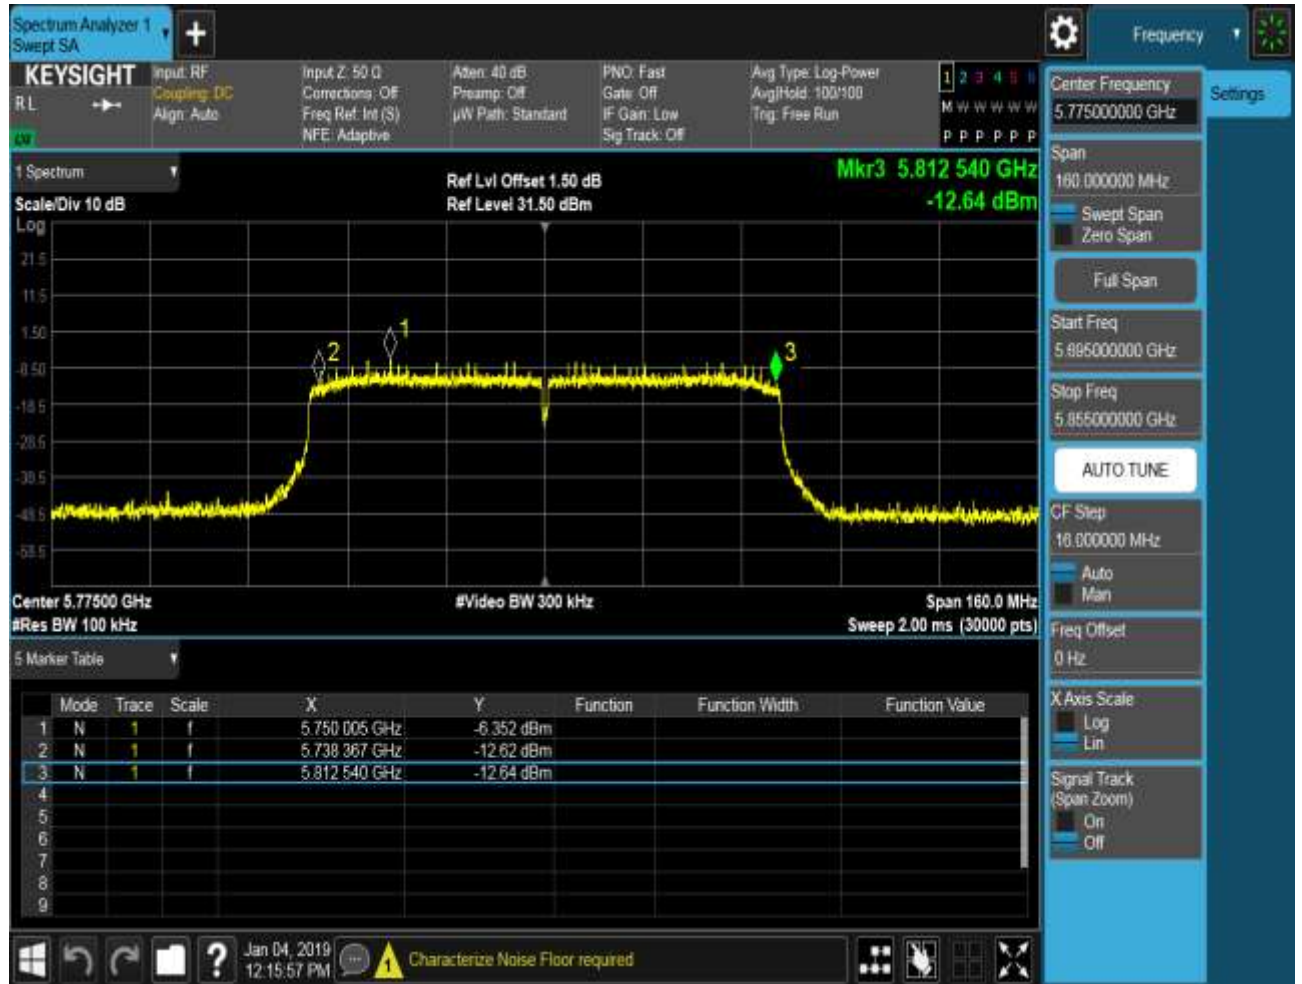 Spectrum Analyzer 1
Swept SA
Frequency
KEYSIGHT
R L
Input: RF
Coupling: DC
Align: Auto
Input Z: 50 Ω
Corrections: Off
Freq Ref: Int (S)
NFE: Adaptive
Atten: 40 dB
Preamp: Off
µW Path: Standard
PNO: Fast
Gate: Off
IF Gain: Low
Sig Track: Off
Avg Type: Log-Power
Avg|Hold: 100/100
Trig: Free Run
1 2 3 4 5 6
M W W W W W
P P P P P P
1 Spectrum
Scale/Div 10 dB
Log
Ref Lvl Offset 1.50 dB
Ref Level 31.50 dBm
Mkr3 5.812 540 GHz
-12.64 dBm
21.5
11.5
1.50
-8.50
-18.5
-28.5
-38.5
-48.5
-58.5
1
2
3
Center 5.77500 GHz
#Res BW 100 kHz
#Video BW 300 kHz
Span 160.0 MHz
Sweep 2.00 ms (30000 pts)
5 Marker Table
Mode Trace Scale X Y Function Function Width Function Value
1 N 1 f 5.750 005 GHz -6.352 dBm
2 N 1 f 5.738 367 GHz -12.62 dBm
3 N 1 f 5.812 540 GHz -12.64 dBm
4
5
6
7
8
9
Jan 04, 2019
12:15:57 PM
1
Characterize Noise Floor required
?
Settings
Center Frequency
5.775000000 GHz
Span
160.000000 MHz
Swept Span
Zero Span
Full Span
Start Freq
5.695000000 GHz
Stop Freq
5.855000000 GHz
AUTO TUNE
CF Step
16.000000 MHz
Auto
Man
Freq Offset
0 Hz
X Axis Scale
Log
Lin
Signal Track
(Span Zoom)
On
Off